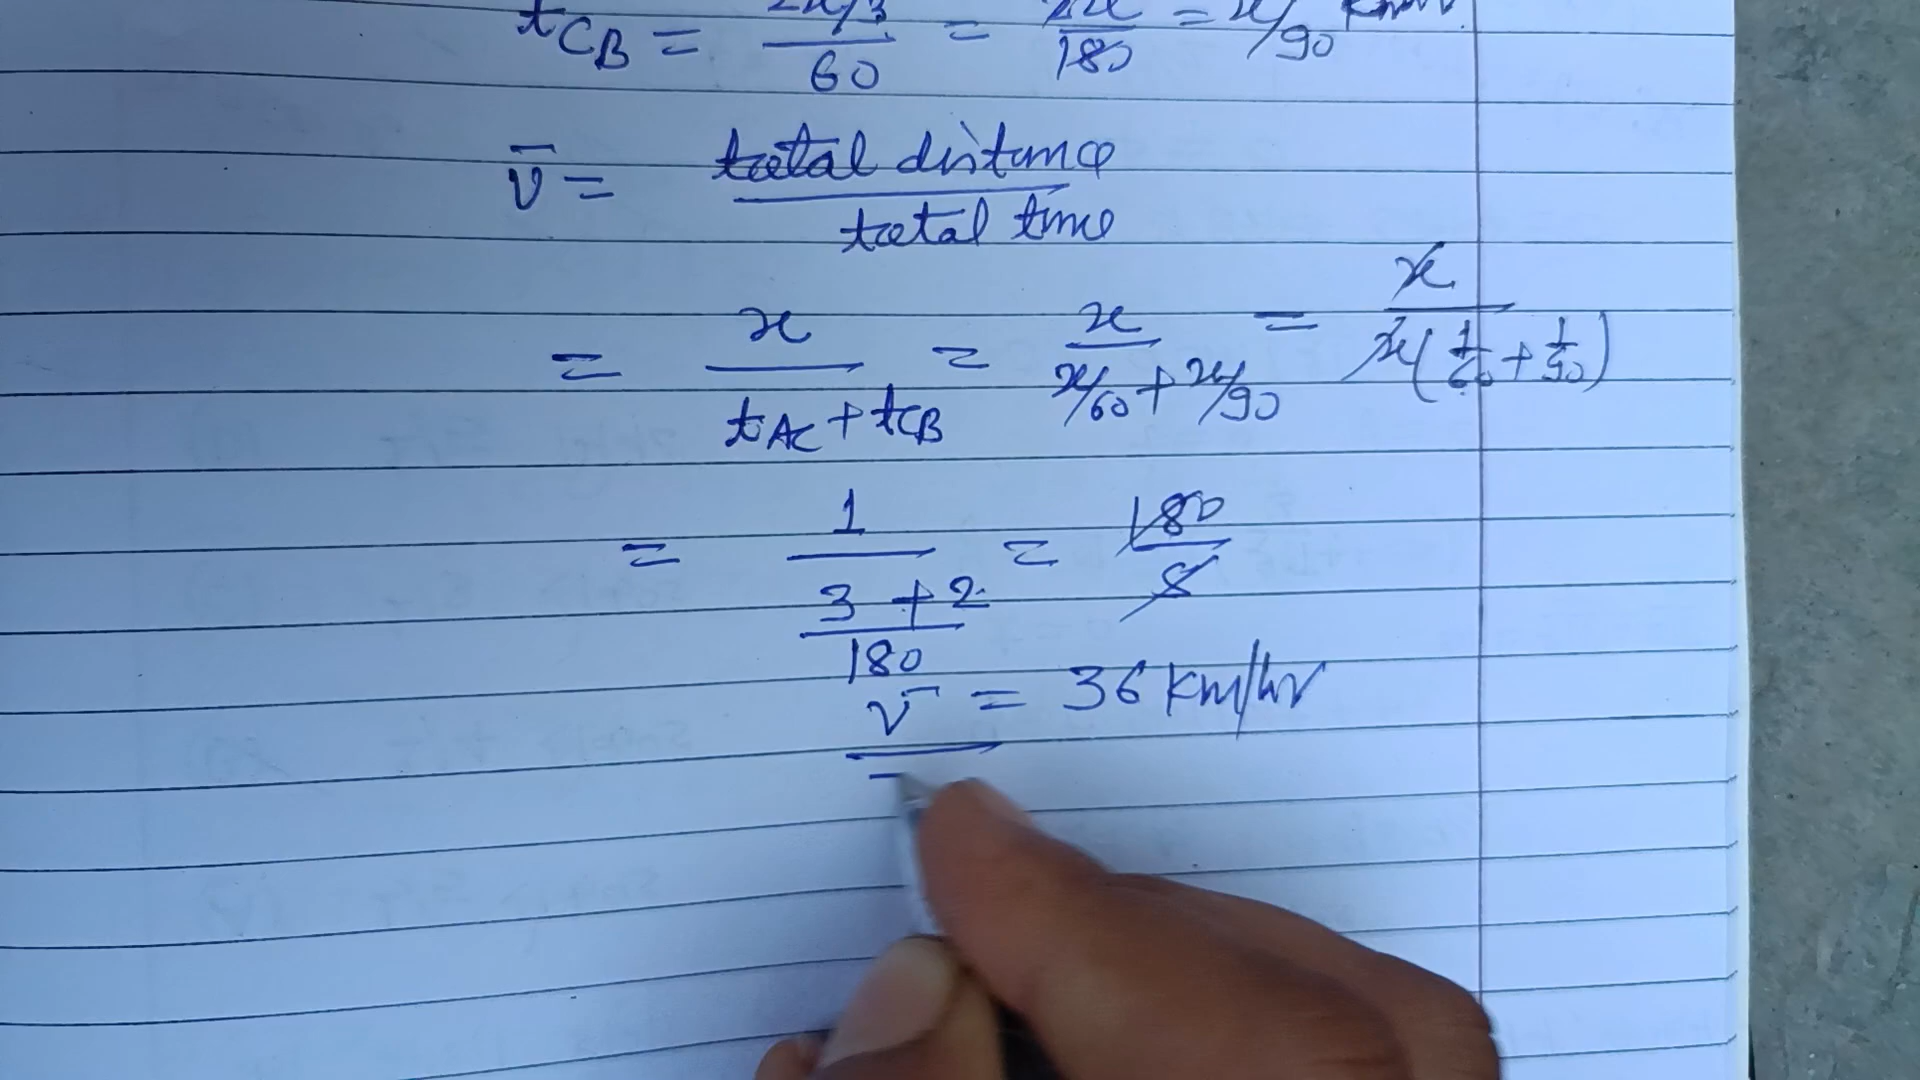 tCB = 2x/3 / 60 = 2x / 180 = x/90
v̄ = total distance / total time
= x / tAC + tCB = x / x/60 + x/90 = x / x(1/60 + 1/90)
= 1 / 3 + 2 / 180 = 180 / 5
v̄ = 36 km/hr